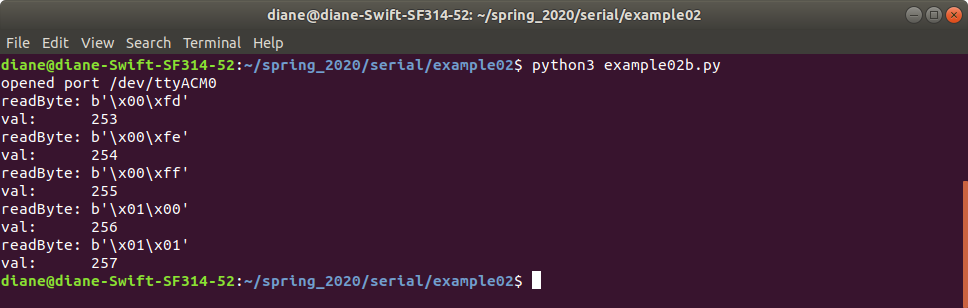 diane@diane-Swift-SF314-52: ~/spring_2020/serial/example02
File Edit View Search Terminal Help
diane@diane-Swift-SF314-52:~/spring_2020/serial/example02$ python3 example02b.py
opened port /dev/ttyACM0
readByte: b'\x00\xfd'
val:      253
readByte: b'\x00\xfe'
val:      254
readByte: b'\x00\xff'
val:      255
readByte: b'\x01\x00'
val:      256
readByte: b'\x01\x01'
val:      257
diane@diane-Swift-SF314-52:~/spring_2020/serial/example02$